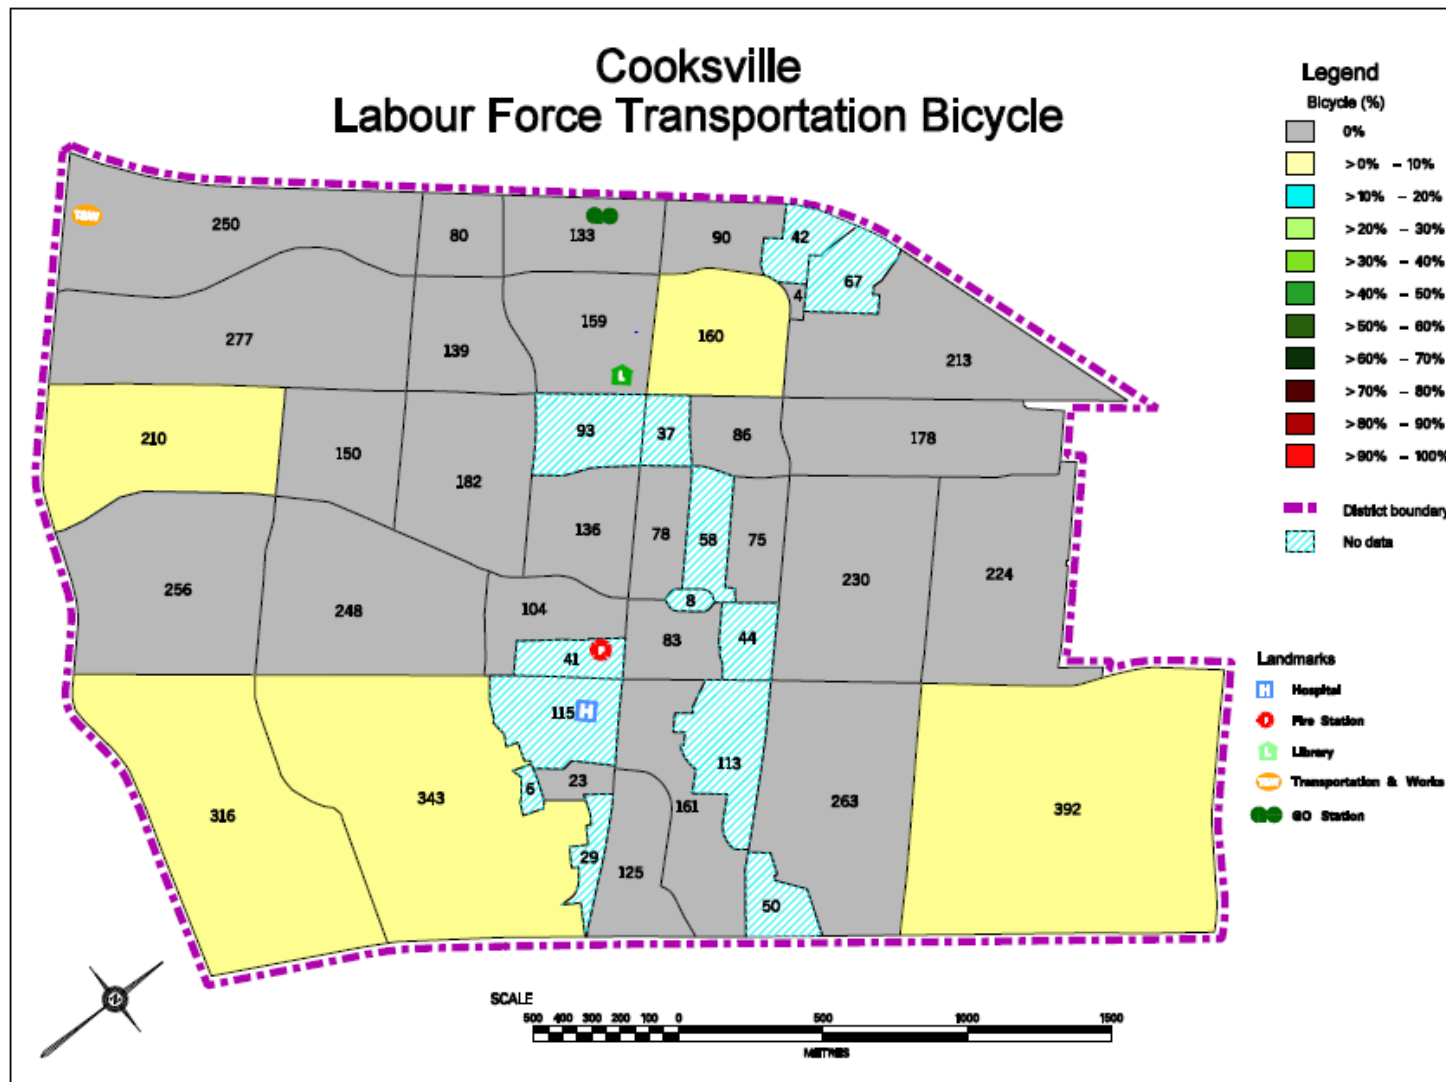 Cooksville
Labour Force Transportation Bicycle
Legend
Bicycle (%)
0%
>0% - 10%
>10% - 20%
>20% - 30%
>30% - 40%
>40% - 50%
>50% - 60%
>60% - 70%
>70% - 80%
>80% - 90%
>90% - 100%
District boundary
No data
Landmarks
H Hospital
F Fire Station
L Library
T&W Transportation & Works
GO Station
T&W
250
80
133
90
42
67
4
277
139
159
160
213
L
210
150
182
93
37
86
178
136
78
58
75
230
224
256
248
104
8
83
44
41
F
115
H
113
316
343
6
23
161
263
392
29
125
50
N
SCALE
500 400 300 200 100 0 500 1000 1500
METRES